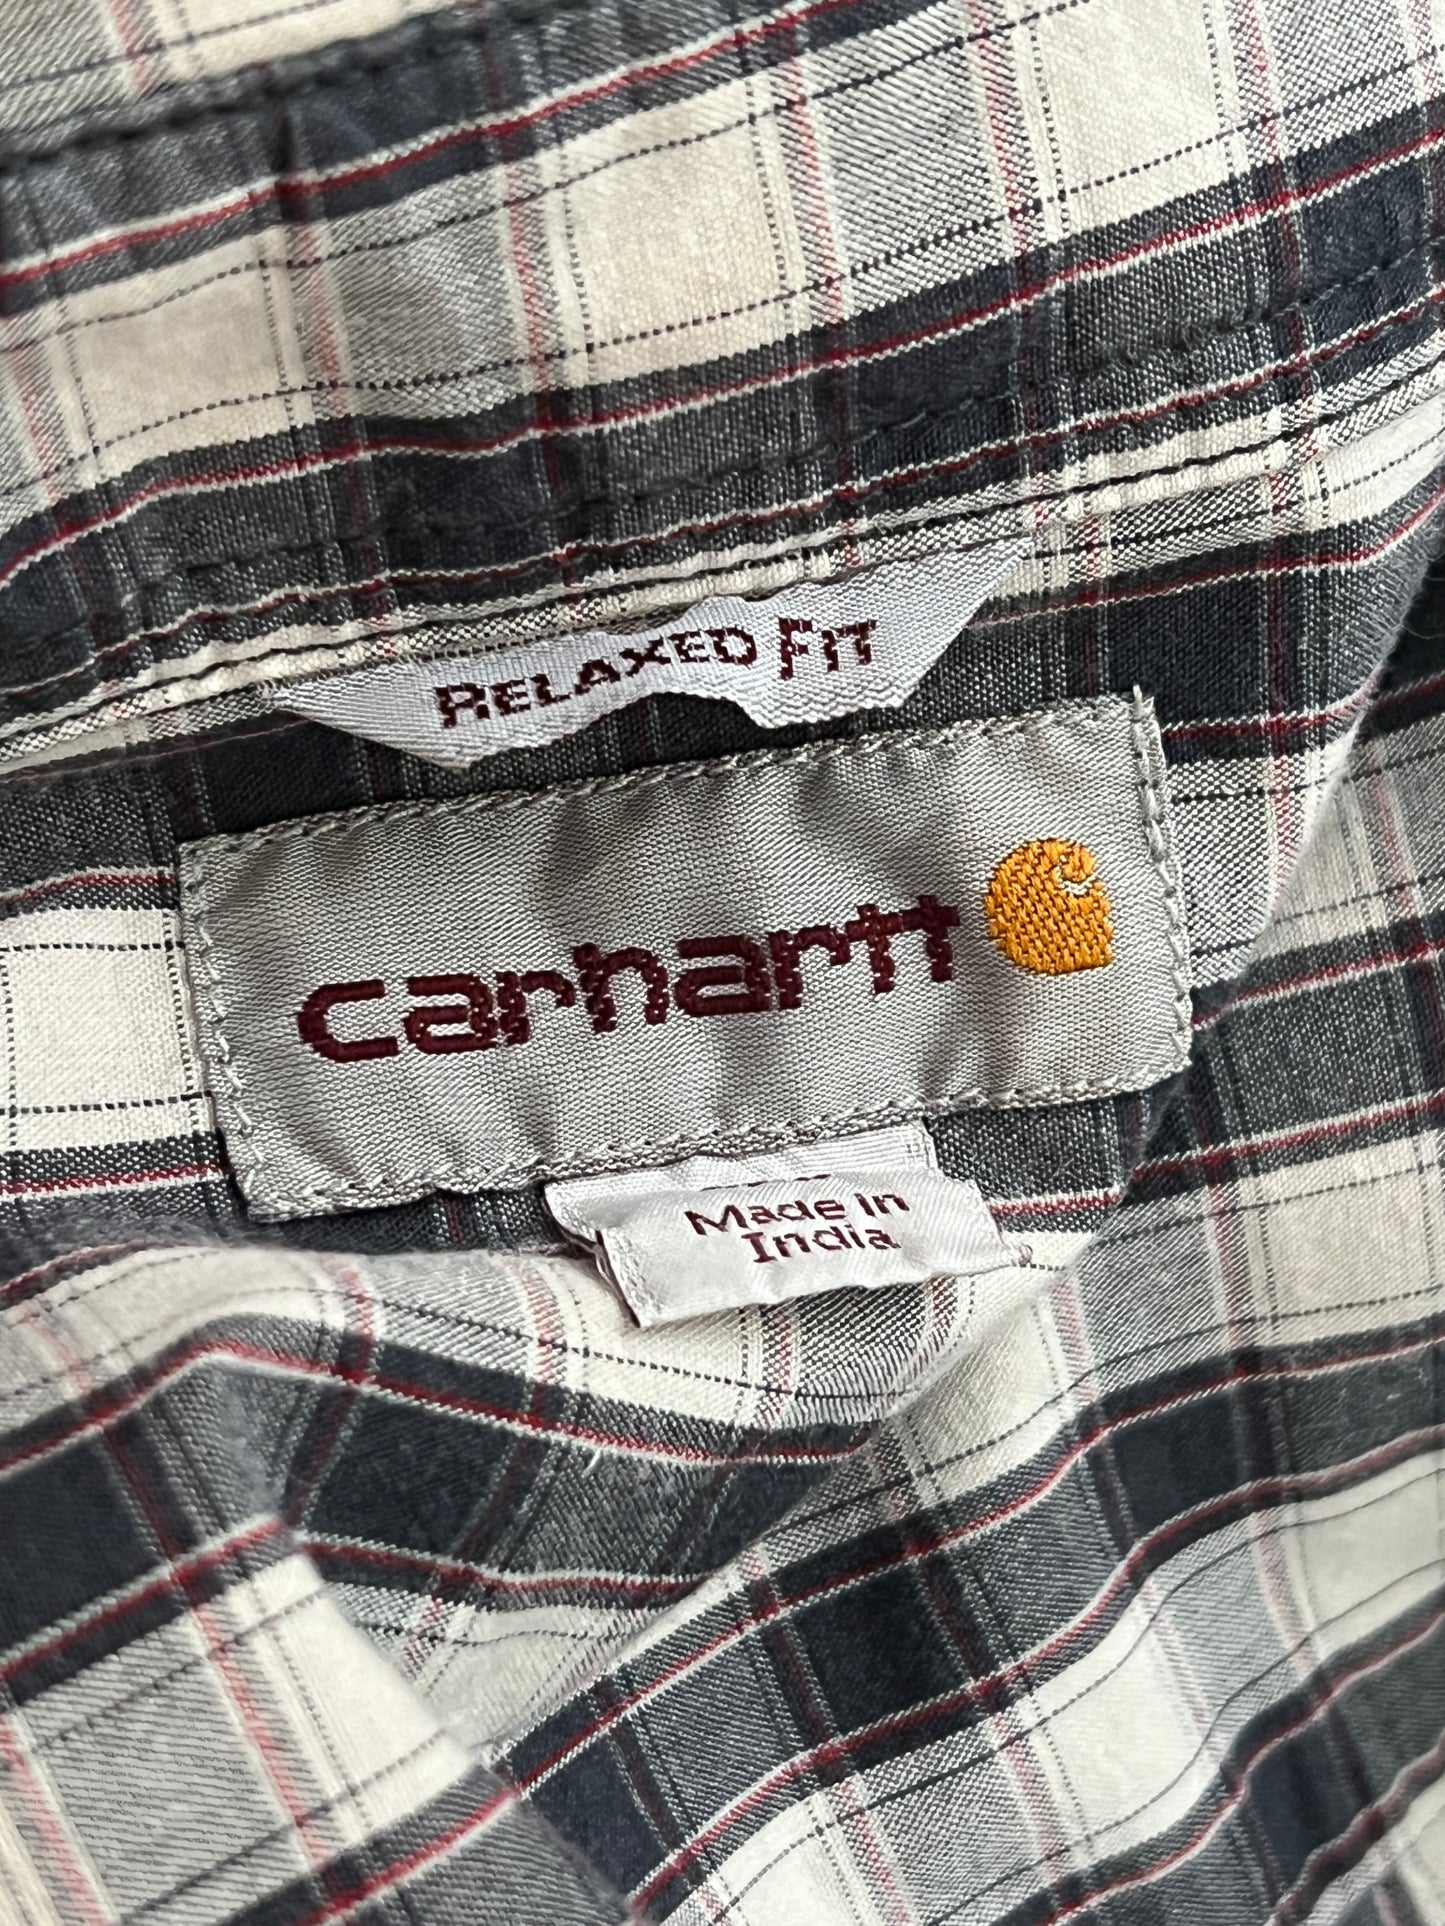 RELAXED FIT
carhartt
Made in
India